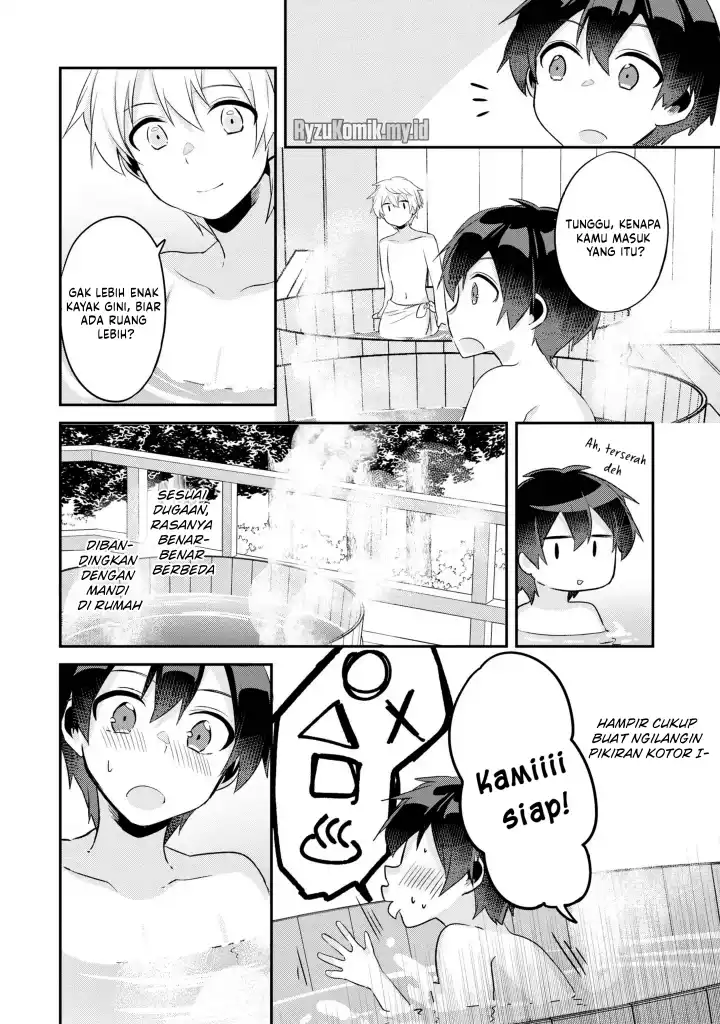 RyzuKomik.my.id
TUNGGU, KENAPA
KAMU MASUK
YANG ITU?
GAK LEBIH ENAK
KAYAK GINI, BIAR
ADA RUANG
LEBIH?
Ah, terserah
deh
SESUAI
DUGAAN,
RASANYA
BENAR-
BENAR
BERBEDA
DIBAN-
DINGKAN
DENGAN
MANDI
DI RUMAH
HAMPIR CUKUP
BUAT NGILANGIN
PIKIRAN KOTOR I-
Kamiiii
siap!